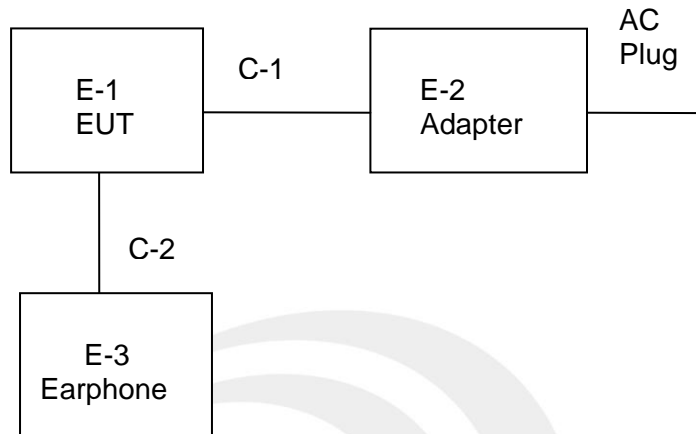 AC
Plug
C-1
E-1
EUT
E-2
Adapter
C-2
E-3
Earphone